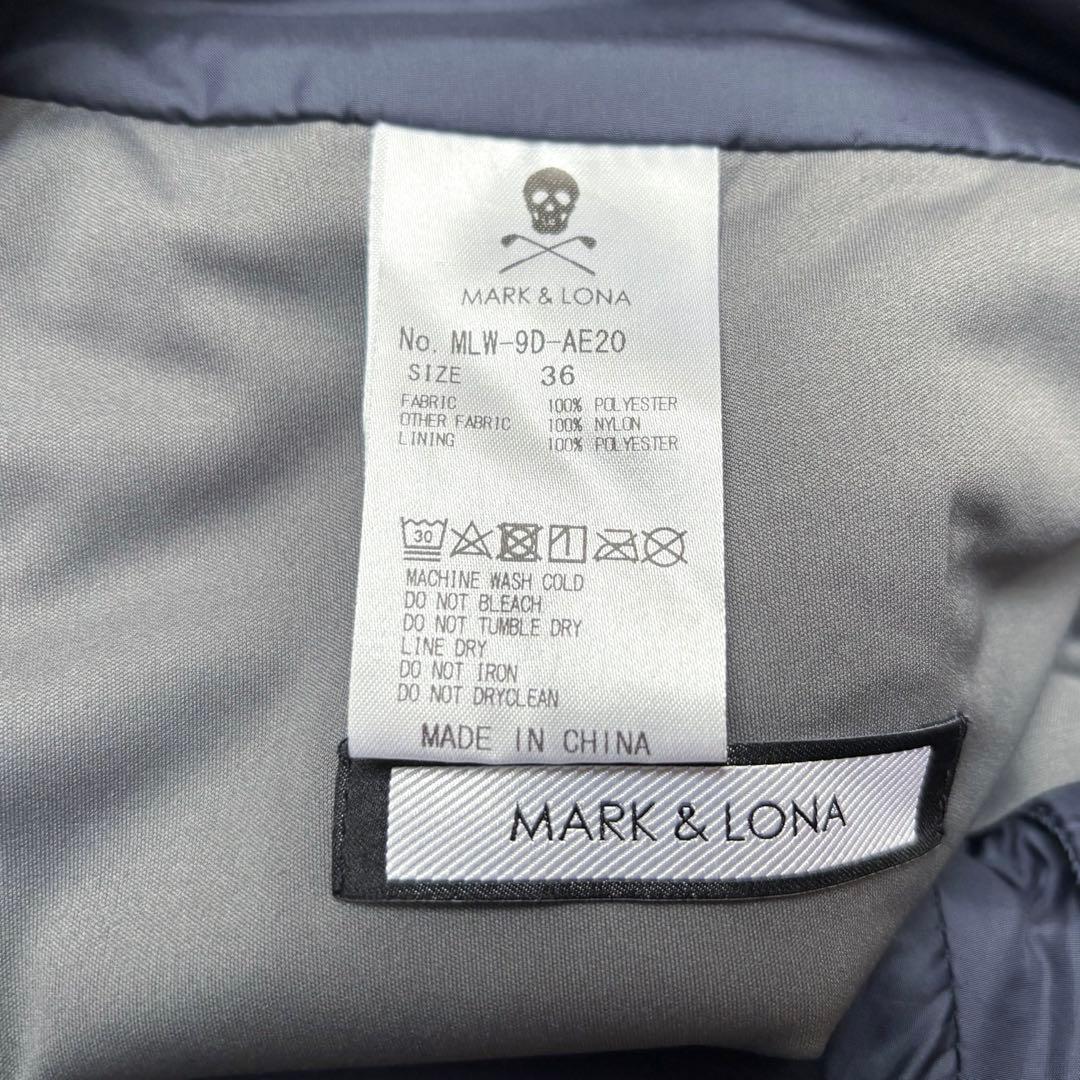 MARK & LONA
No. MLW-9D-AE20
SIZE 36
FABRIC 100% POLYESTER
OTHER FABRIC 100% NYLON
LINING 100% POLYESTER
30
MACHINE WASH COLD
DO NOT BLEACH
DO NOT TUMBLE DRY
LINE DRY
DO NOT IRON
DO NOT DRYCLEAN
MADE IN CHINA
MARK & LONA